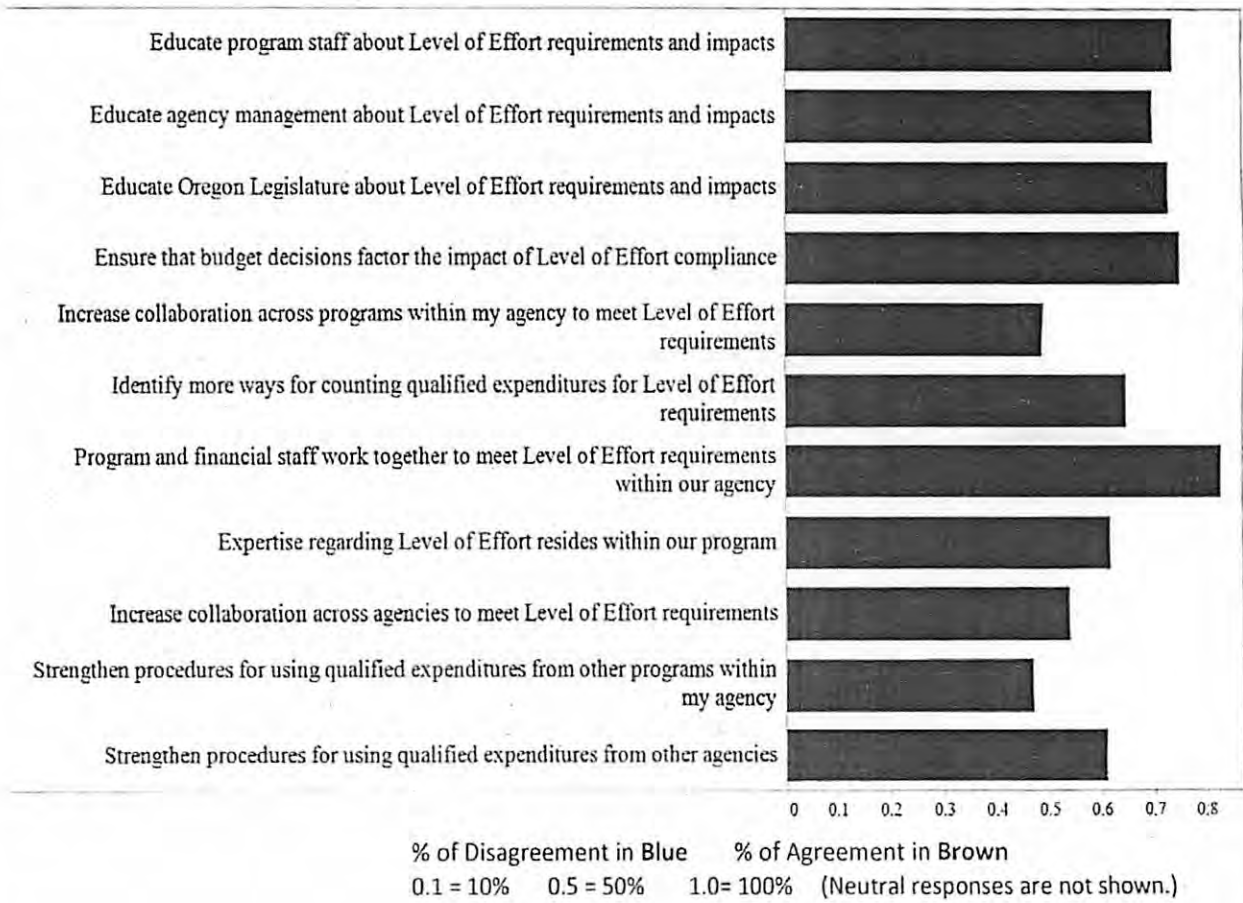 Educate program staff about Level of Effort requirements and impacts
Educate agency management about Level of Effort requirements and impacts
Educate Oregon Legislature about Level of Effort requirements and impacts
Ensure that budget decisions factor the impact of Level of Effort compliance
Increase collaboration across programs within my agency to meet Level of Effort
requirements
Identify more ways for counting qualified expenditures for Level of Effort
requirements
Program and financial staff work together to meet Level of Effort requirements
within our agency
Expertise regarding Level of Effort resides within our program
Increase collaboration across agencies to meet Level of Effort requirements
Strengthen procedures for using qualified expenditures from other programs within
my agency
Strengthen procedures for using qualified expenditures from other agencies
0 0.1 0.2 0.3 0.4 0.5 0.6 0.7 0.8
% of Disagreement in Blue % of Agreement in Brown
0.1 = 10% 0.5 = 50% 1.0= 100% (Neutral responses are not shown.)